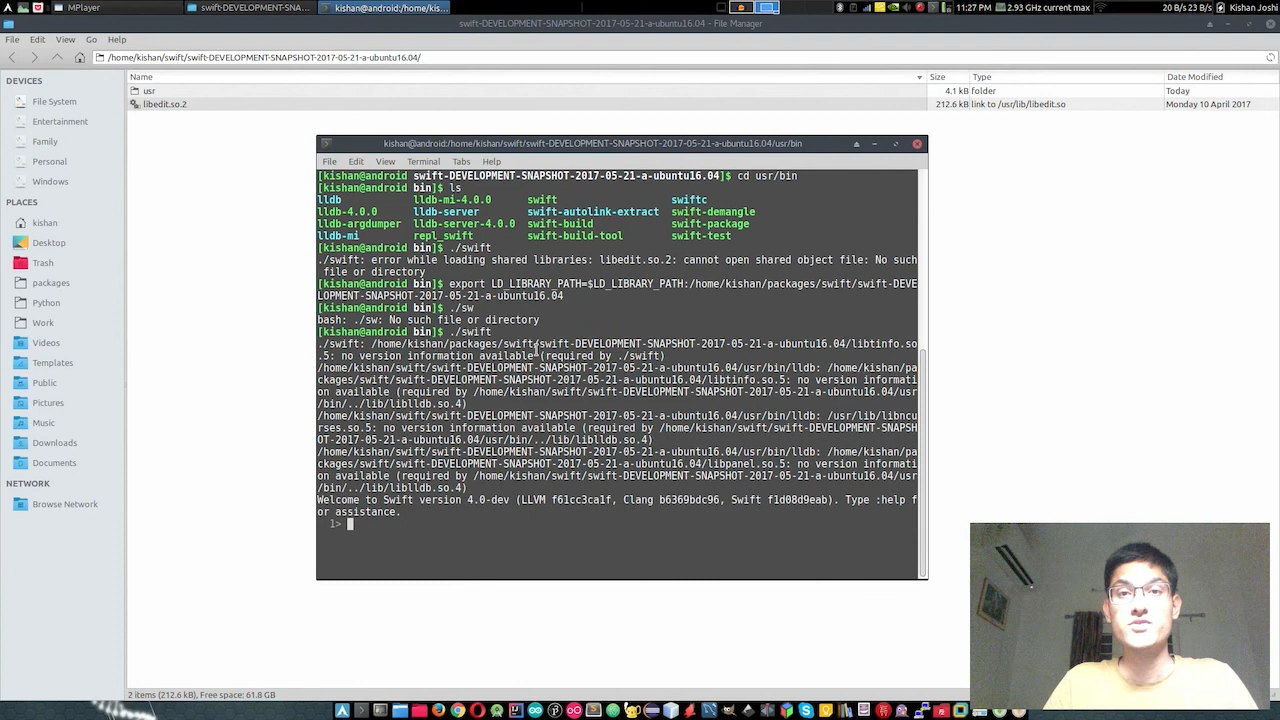 MPlayer
swift-DEVELOPMENT-SNAPS...
kishan@android:/home/kis...
11:27 PM
2.93 GHz current max
20 B/s 23 B/s
Kishan Joshi
swift-DEVELOPMENT-SNAPSHOT-2017-05-21-a-ubuntu16.04 - File Manager
File Edit View Go Help
/home/kishan/swift/swift-DEVELOPMENT-SNAPSHOT-2017-05-21-a-ubuntu16.04/
DEVICES
File System
Entertainment
Family
Personal
Windows
PLACES
kishan
Desktop
Trash
packages
Python
Work
Videos
Templates
Public
Pictures
Music
Downloads
Documents
NETWORK
Browse Network
Name Size Type Date Modified
usr 4.1 kB folder Today
libedit.so.2 212.6 kB link to /usr/lib/libedit.so Monday 10 April 2017
kishan@android:/home/kishan/swift/swift-DEVELOPMENT-SNAPSHOT-2017-05-21-a-ubuntu16.04/usr/bin
File Edit View Terminal Tabs Help
[kishan@android swift-DEVELOPMENT-SNAPSHOT-2017-05-21-a-ubuntu16.04]$ cd usr/bin
[kishan@android bin]$ ls
lldb lldb-mi-4.0.0 swift swiftc
lldb-4.0.0 lldb-server swift-autolink-extract swift-demangle
lldb-argdumper lldb-server-4.0.0 swift-build swift-package
lldb-mi repl_swift swift-build-tool swift-test
[kishan@android bin]$ ./swift
./swift: error while loading shared libraries: libedit.so.2: cannot open shared object file: No such
file or directory
[kishan@android bin]$ export LD_LIBRARY_PATH=$LD_LIBRARY_PATH:/home/kishan/packages/swift/swift-DEVE
LOPMENT-SNAPSHOT-2017-05-21-a-ubuntu16.04
[kishan@android bin]$ ./sw
bash: ./sw: No such file or directory
[kishan@android bin]$ ./swift
./swift: /home/kishan/packages/swift/swift-DEVELOPMENT-SNAPSHOT-2017-05-21-a-ubuntu16.04/libtinfo.so
.5: no version information available (required by ./swift)
/home/kishan/swift/swift-DEVELOPMENT-SNAPSHOT-2017-05-21-a-ubuntu16.04/usr/bin/lldb: /home/kishan/pa
ckages/swift/swift-DEVELOPMENT-SNAPSHOT-2017-05-21-a-ubuntu16.04/libtinfo.so.5: no version informati
on available (required by /home/kishan/swift/swift-DEVELOPMENT-SNAPSHOT-2017-05-21-a-ubuntu16.04/usr
/bin/../lib/liblldb.so.4)
/home/kishan/swift/swift-DEVELOPMENT-SNAPSHOT-2017-05-21-a-ubuntu16.04/usr/bin/lldb: /usr/lib/libncu
rses.so.5: no version information available (required by /home/kishan/swift/swift-DEVELOPMENT-SNAPSH
OT-2017-05-21-a-ubuntu16.04/usr/bin/../lib/liblldb.so.4)
/home/kishan/swift/swift-DEVELOPMENT-SNAPSHOT-2017-05-21-a-ubuntu16.04/usr/bin/lldb: /home/kishan/pa
ckages/swift/swift-DEVELOPMENT-SNAPSHOT-2017-05-21-a-ubuntu16.04/libpanel.so.5: no version informati
on available (required by /home/kishan/swift/swift-DEVELOPMENT-SNAPSHOT-2017-05-21-a-ubuntu16.04/usr
/bin/../lib/liblldb.so.4)
Welcome to Swift version 4.0-dev (LLVM f61cc3ca1f, Clang b6369bdc96, Swift f1d08d9eab). Type :help f
or assistance.
1>
2 items (212.6 kB), Free space: 61.8 GB